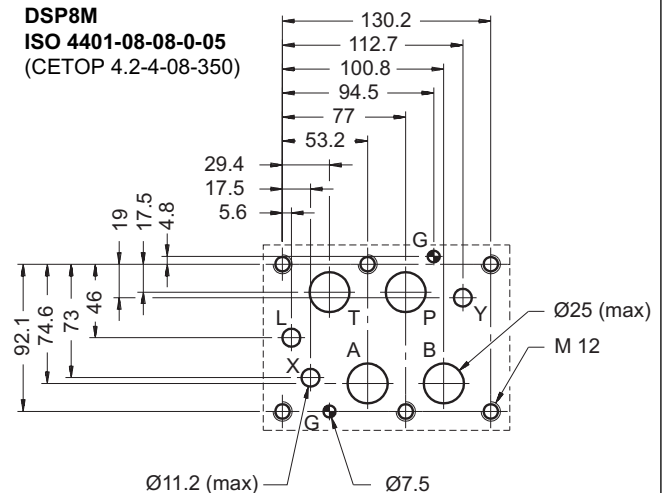 DSP8M
ISO 4401-08-08-0-05
(CETOP 4.2-4-08-350)
130.2
112.7
100.8
94.5
77
53.2
29.4
17.5
5.6
19
17.5
4.8
92.1
74.6
73
46
G
T
P
Y
L
A
B
X
G
Ø25 (max)
M 12
Ø11.2 (max)
Ø7.5